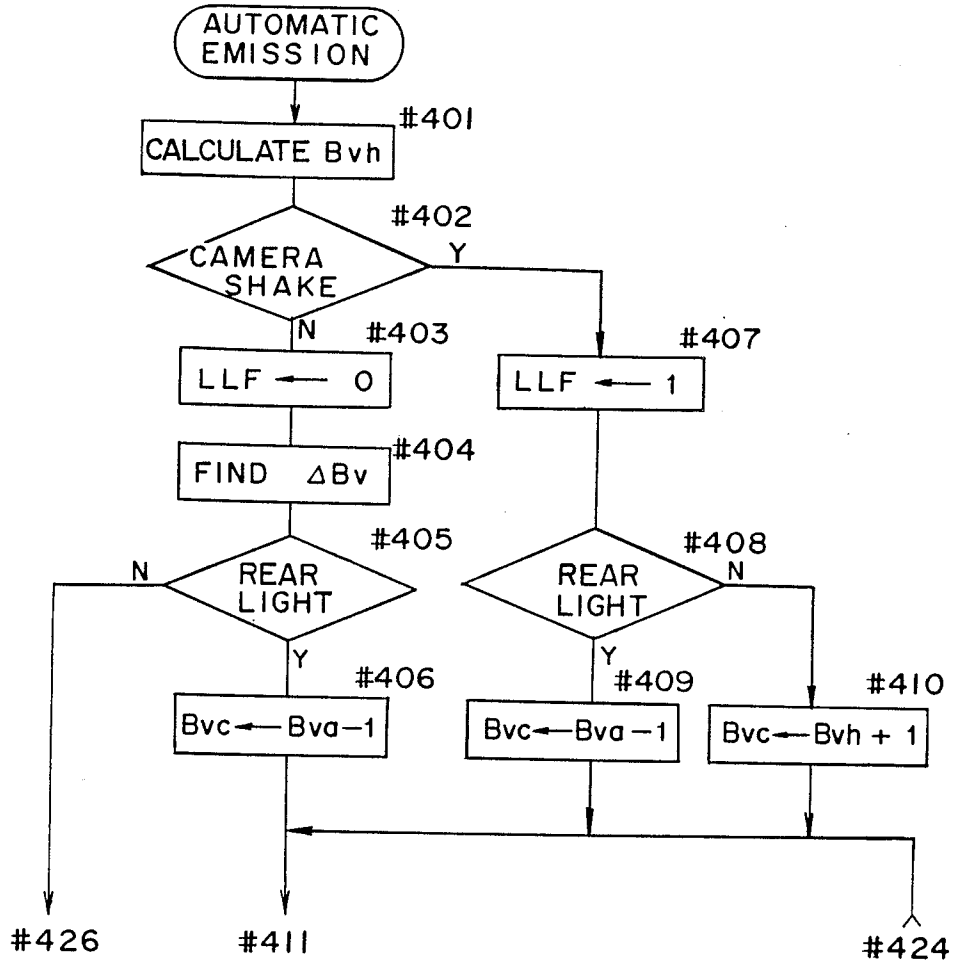 AUTOMATIC
EMISSION
#401
CALCULATE Bvh
#402
CAMERA
SHAKE
Y
N
#403
LLF ← 0
#407
LLF ← 1
#404
FIND ΔBv
#405
REAR
LIGHT
N
Y
#408
REAR
LIGHT
N
Y
#406
Bvc ← Bva-1
#409
Bvc ← Bva-1
#410
Bvc ← Bvh + 1
#426
#411
#424